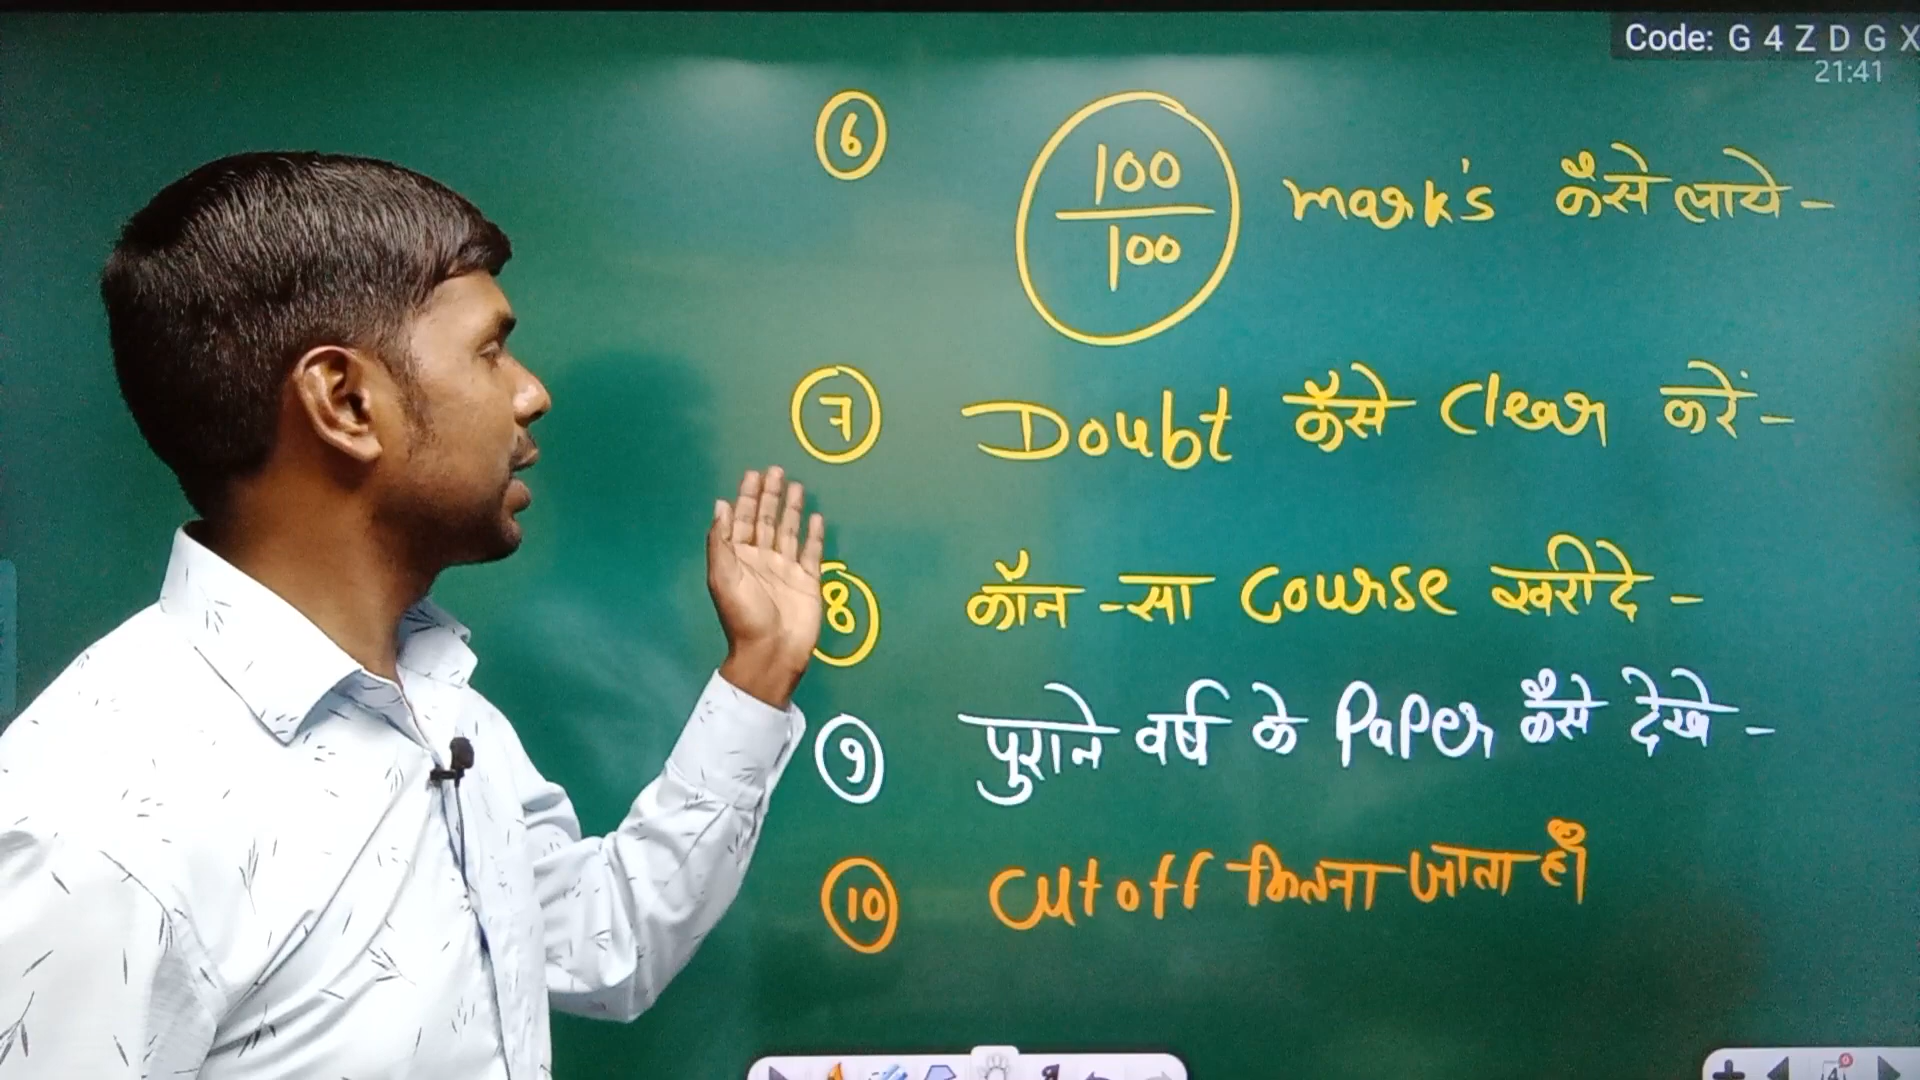 Code: G 4 Z D G X
21:41
6 100/100 mark's कैसे लाये -
7 Doubt कैसे Clear करें -
8 कौन - सा Course खरीदे -
9 पुराने वर्ष के Paper कैसे देखे -
10 Cutoff कितना जाता है